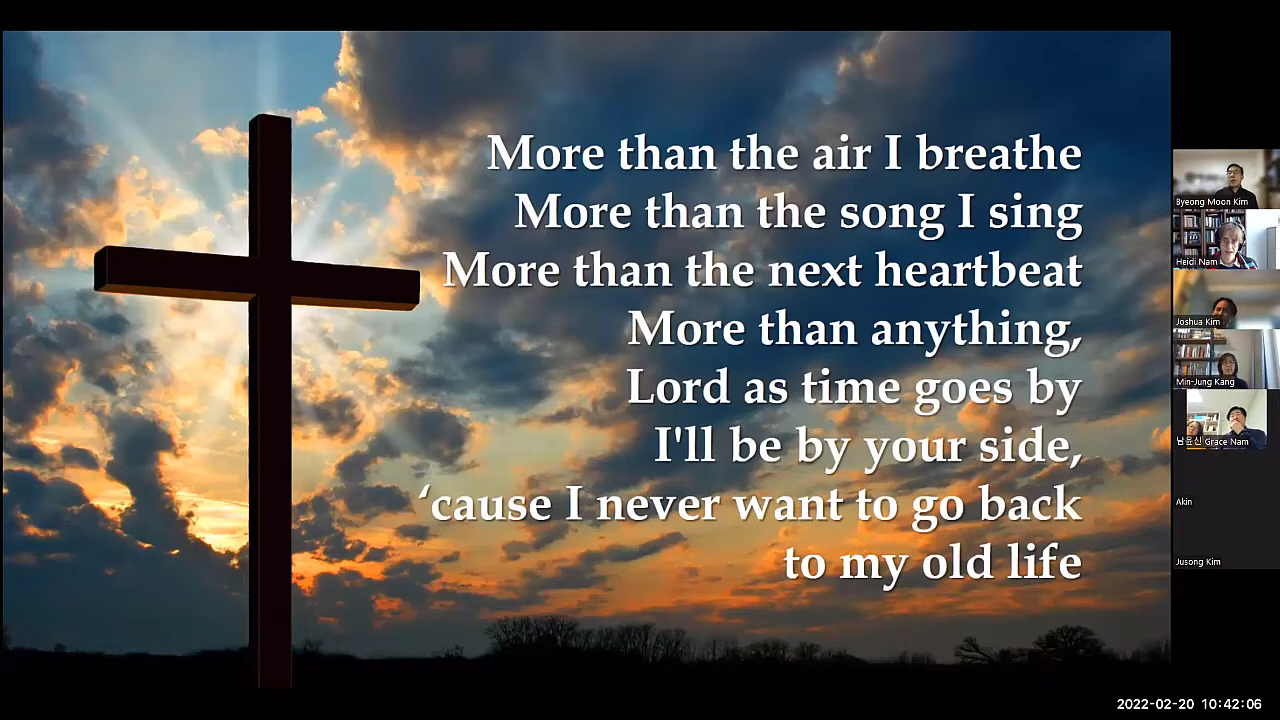 More than the air I breathe
More than the song I sing
More than the next heartbeat
More than anything,
Lord as time goes by
I'll be by your side,
‘cause I never want to go back
to my old life
Byeong Moon Kim
Heidi Nam
Joshua Kim
Min-Jung Kang
남윤신 Grace Nam
Akin
Jusong Kim
2022-02-20 10:42:06